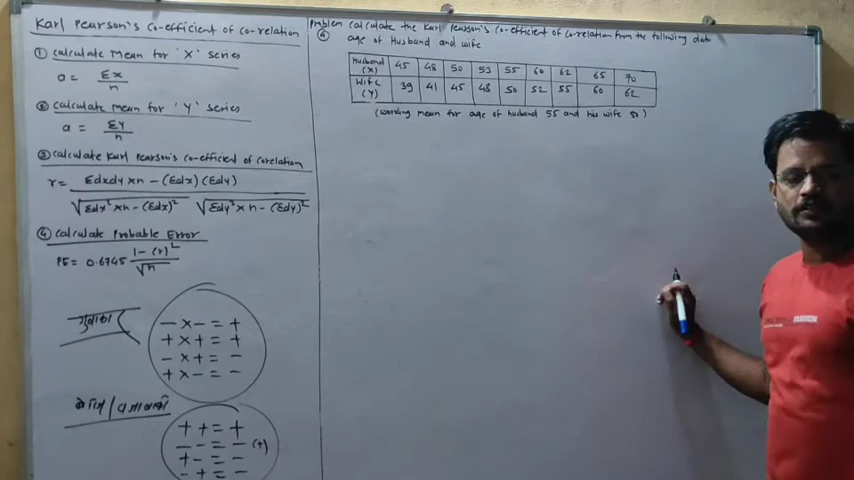 Karl Pearson's Co-efficient of Co-relation
① Calculate Mean for 'X' series
a = Σx / n
② Calculate mean for 'Y' series
a = Σy / n
③ Calculate Karl Pearson's Co-efficient of Corelation
r = Σdxdy × n − (Σdx)(Σdy) / √Σdx² × n − (Σdx)² √Σdy² × n − (Σdy)²
④ Calculate Probable Error
PE = 0.6745 1 − (r)² / √n
गुणाकार
− × − = +
+ × + = +
− × + = −
+ × − = −
+ + = +
− − = − (+)
+ − = −
− + = −
Problem Calculate the Karl Pearson's Co-efficient of Co-relation from the following data
④ age of Husband and wife
Husband (X) 45 48 50 53 55 60 62 65 70
Wife (Y) 39 41 45 48 50 52 55 60 62
(Working mean for age of husband 55 and his wife 50)